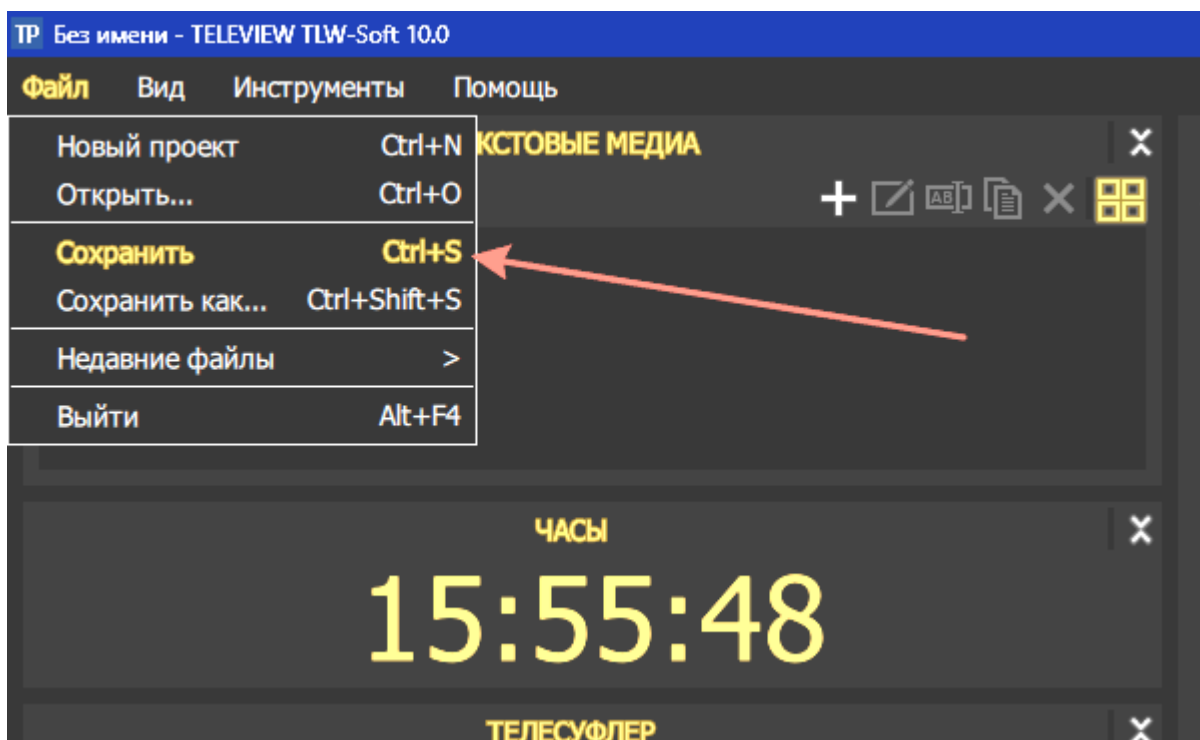 TP Без имени - TELEVIEW TLW-Soft 10.0
Файл Вид Инструменты Помощь
Новый проект Ctrl+N
КСТОВЫЕ МЕДИА
Открыть... Ctrl+O
AB
Сохранить Ctrl+S
Сохранить как... Ctrl+Shift+S
Недавние файлы >
Выйти Alt+F4
ЧАСЫ
15:55:48
ТЕЛЕСУФЛЕР